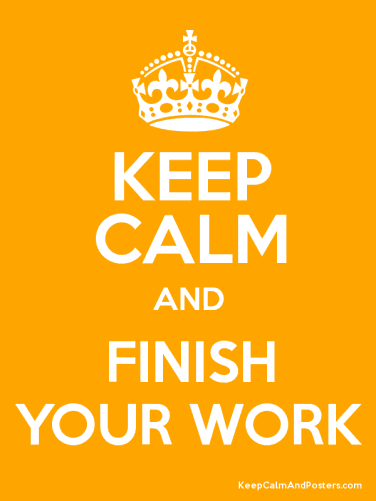 KEEP
CALM
AND
FINISH
YOUR WORK
KeepCalmAndPosters.com